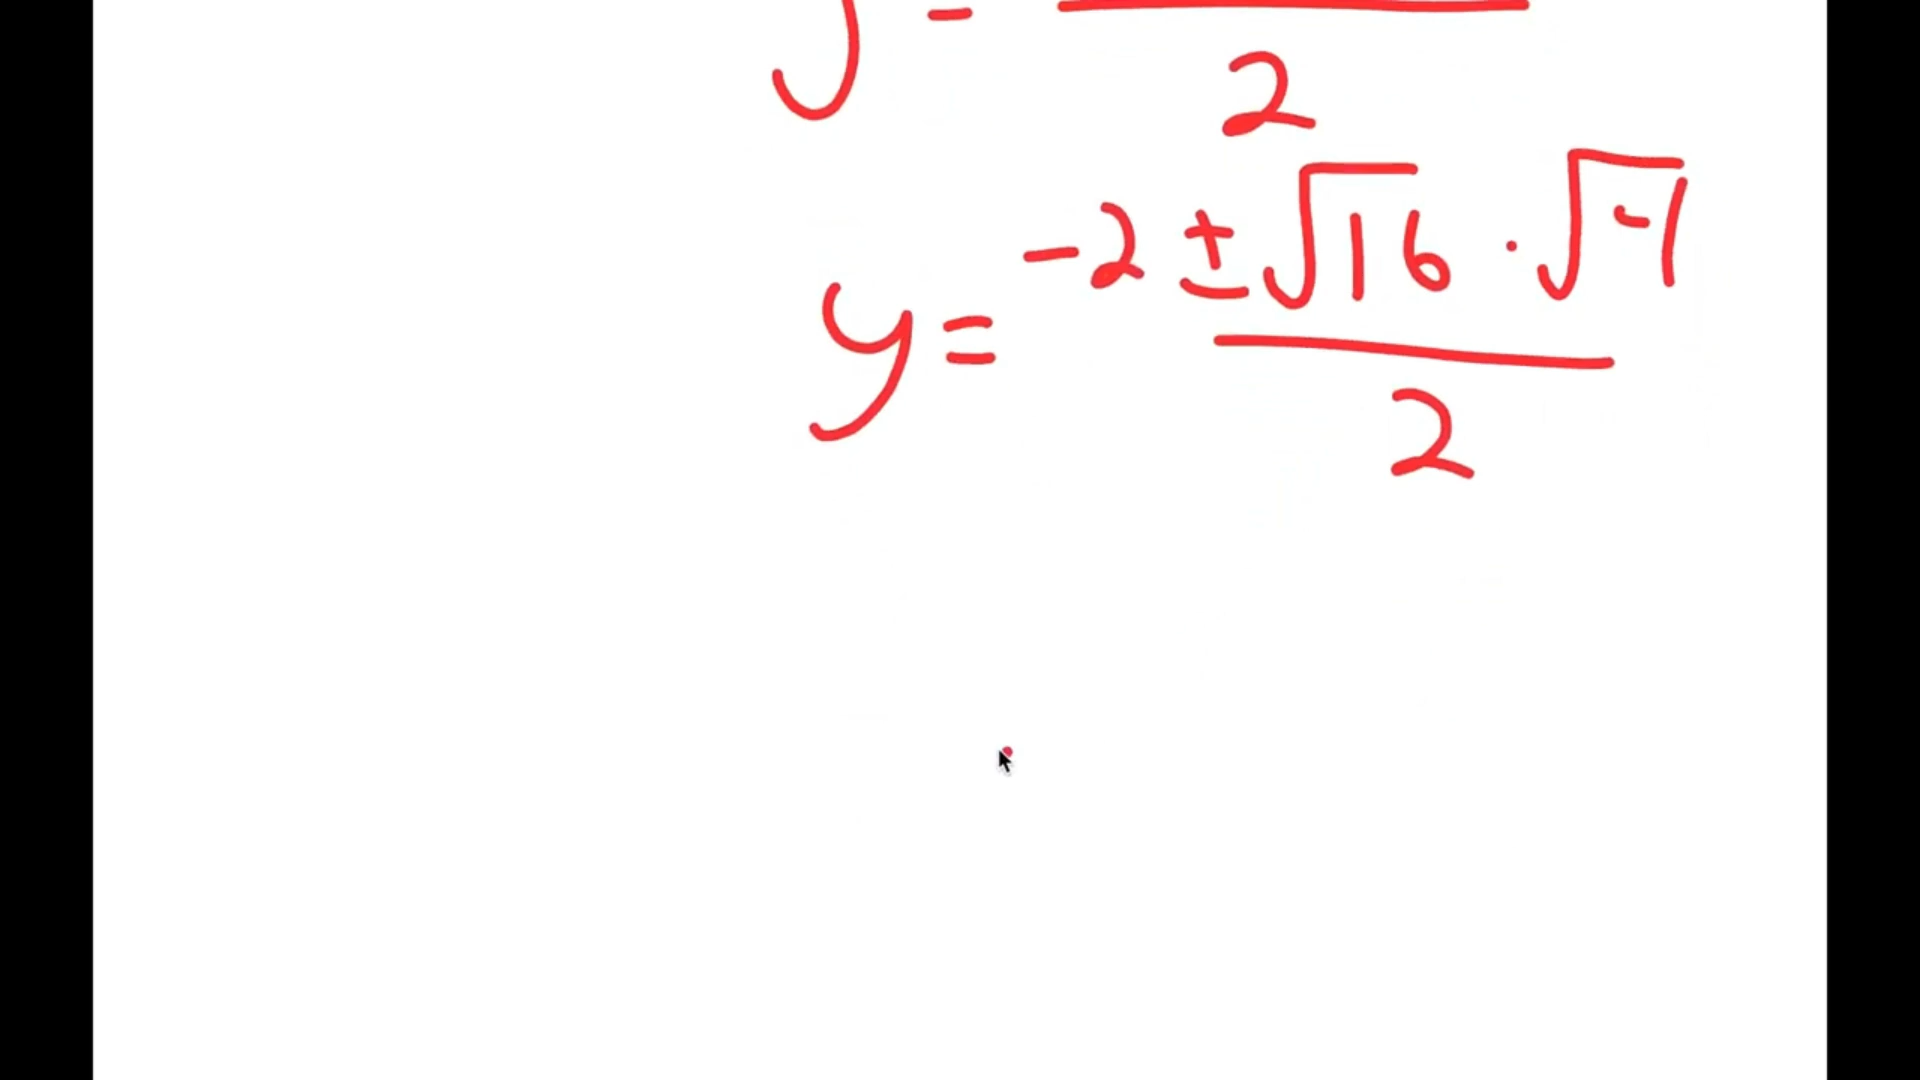 2
y = -2 ± √16 · √-1
2